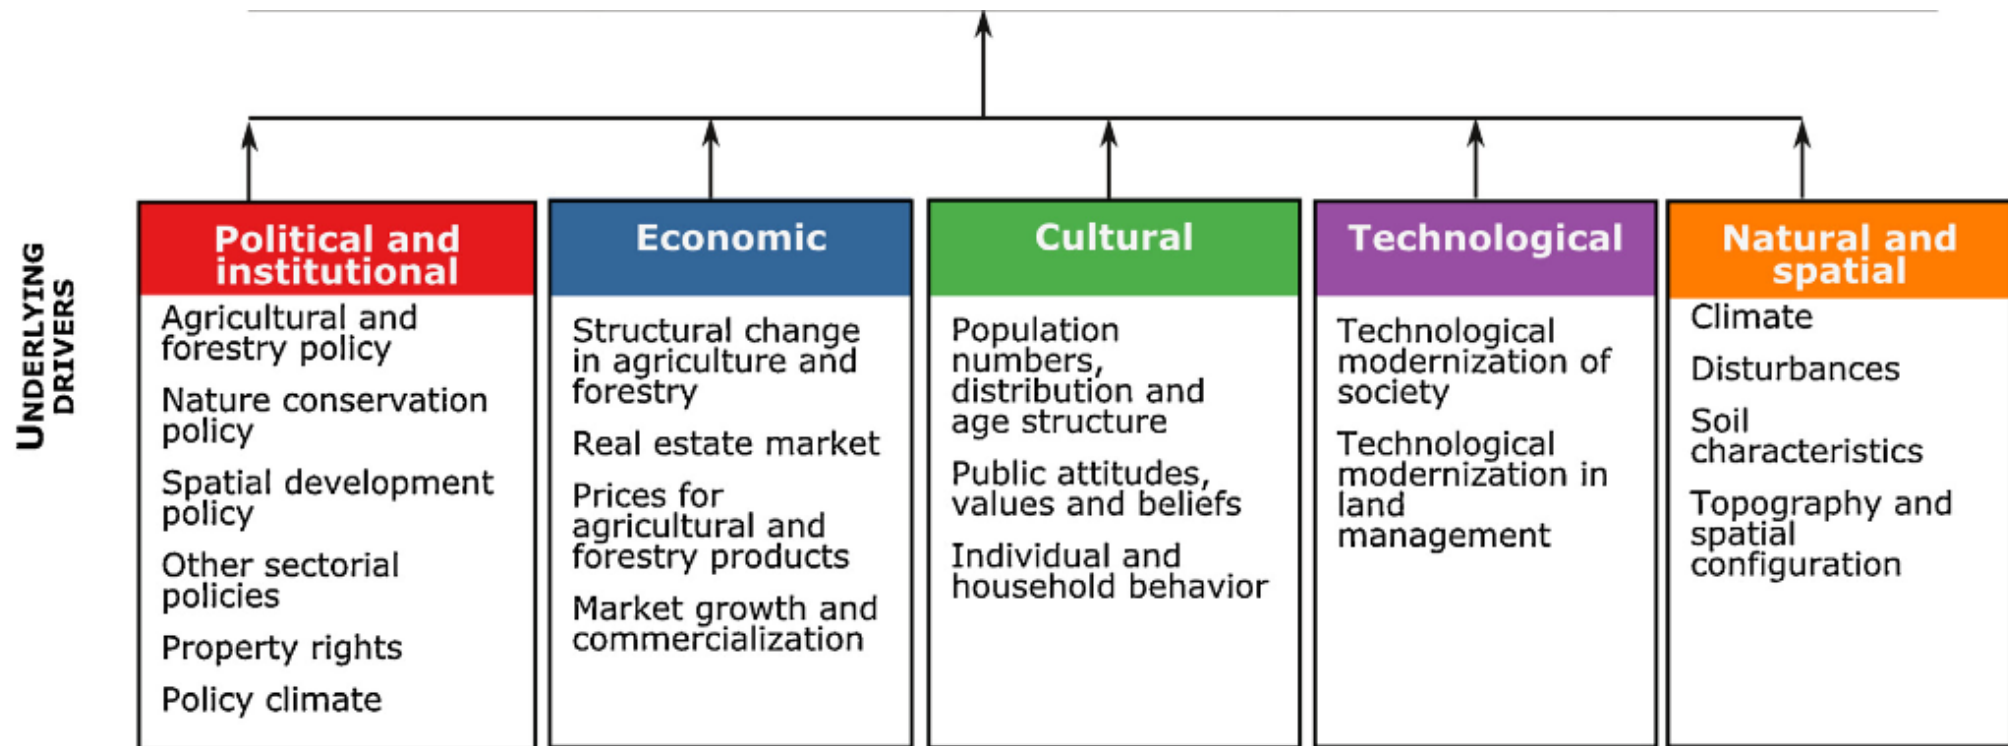 UNDERLYING
DRIVERS
Political and
institutional
Agricultural and
forestry policy
Nature conservation
policy
Spatial development
policy
Other sectorial
policies
Property rights
Policy climate
Economic
Structural change
in agriculture and
forestry
Real estate market
Prices for
agricultural and
forestry products
Market growth and
commercialization
Cultural
Population
numbers,
distribution and
age structure
Public attitudes,
values and beliefs
Individual and
household behavior
Technological
Technological
modernization of
society
Technological
modernization in
land
management
Natural and
spatial
Climate
Disturbances
Soil
characteristics
Topography and
spatial
configuration